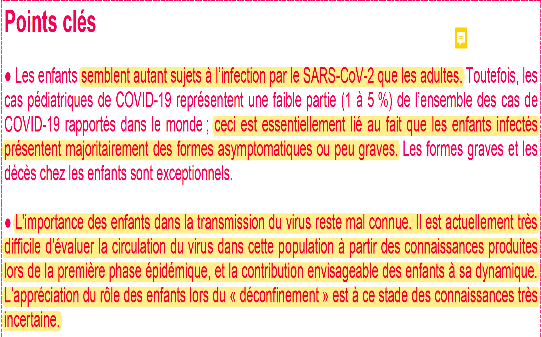 Points clés
● Les enfants semblent autant sujets à l'infection par le SARS-CoV-2 que les adultes. Toutefois, les
cas pédiatriques de COVID-19 représentent une faible partie (1 à 5 %) de l'ensemble des cas de
COVID-19 rapportés dans le monde ; ceci est essentiellement lié au fait que les enfants infectés
présentent majoritairement des formes asymptomatiques ou peu graves. Les formes graves et les
décès chez les enfants sont exceptionnels.
● L'importance des enfants dans la transmission du virus reste mal connue. Il est actuellement très
difficile d'évaluer la circulation du virus dans cette population à partir des connaissances produites
lors de la première phase épidémique, et la contribution envisageable des enfants à sa dynamique.
L'appréciation du rôle des enfants lors du « déconfinement » est à ce stade des connaissances très
incertaine.